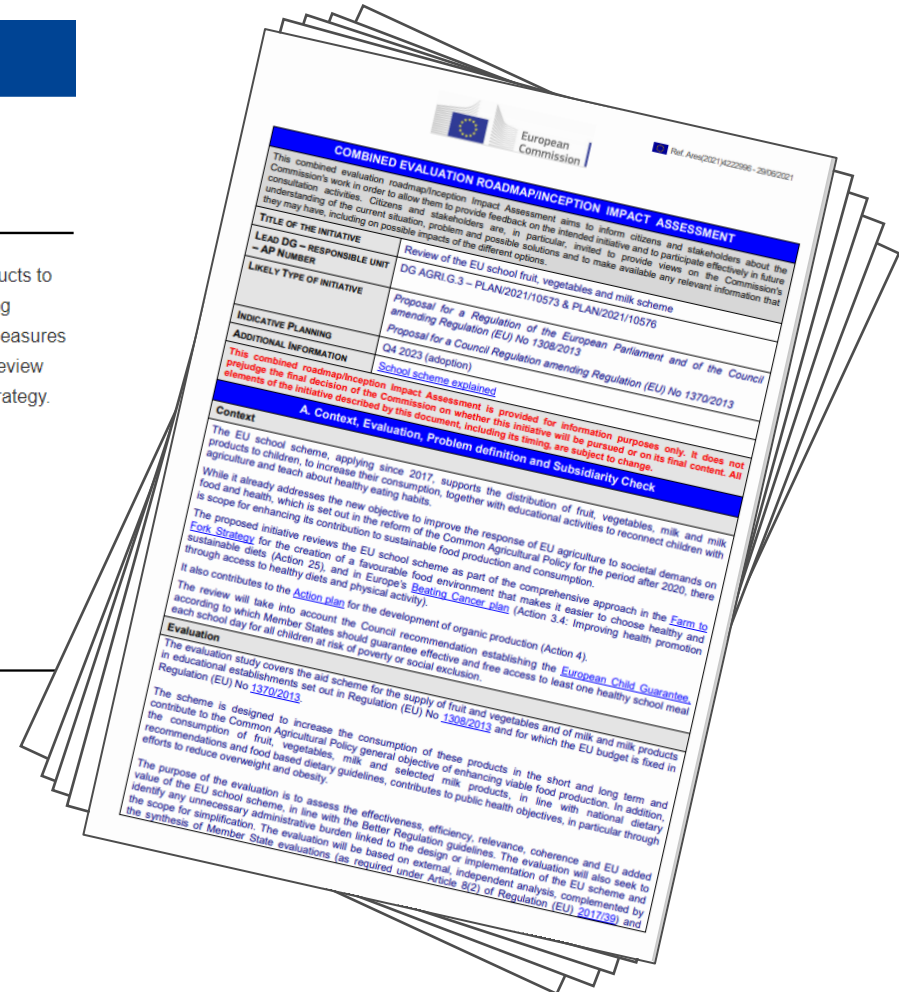 ucts to
g
easures
eview
rategy.
European
Commission
Ref. Ares(2021)4222996 - 29/06/2021
COMBINED EVALUATION ROADMAP/INCEPTION IMPACT ASSESSMENT
This combined evaluation roadmap/Inception Impact Assessment aims to inform citizens and stakeholders about the
Commission's work in order to allow them to provide feedback on the intended initiative and to participate effectively in future
consultation activities. Citizens and stakeholders are, in particular, invited to provide views on the Commission's
understanding of the current situation, problem and possible solutions and to make available any relevant information that
they may have, including on possible impacts of the different options.
TITLE OF THE INITIATIVE
Review of the EU school fruit, vegetables and milk scheme
LEAD DG – RESPONSIBLE UNIT
– AP NUMBER
DG AGRI.G.3 – PLAN/2021/10573 & PLAN/2021/10576
LIKELY TYPE OF INITIATIVE
Proposal for a Regulation of the European Parliament and of the Council
amending Regulation (EU) No 1308/2013
Proposal for a Council Regulation amending Regulation (EU) No 1370/2013
INDICATIVE PLANNING
Q4 2023 (adoption)
ADDITIONAL INFORMATION
School scheme explained
This combined roadmap/Inception Impact Assessment is provided for information purposes only. It does not
prejudge the final decision of the Commission on whether this initiative will be pursued or on its final content. All
elements of the initiative described by this document, including its timing, are subject to change.
A. Context, Evaluation, Problem definition and Subsidiarity Check
Context
The EU school scheme, applying since 2017, supports the distribution of fruit, vegetables, milk and milk
products to children, to increase their consumption, together with educational activities to reconnect children with
agriculture and teach about healthy eating habits.
While it already addresses the new objective to improve the response of EU agriculture to societal demands on
food and health, which is set out in the reform of the Common Agricultural Policy for the period after 2020, there
is scope for enhancing its contribution to sustainable food production and consumption.
The proposed initiative reviews the EU school scheme as part of the comprehensive approach in the Farm to
Fork Strategy for the creation of a favourable food environment that makes it easier to choose healthy and
sustainable diets (Action 25), and in Europe's Beating Cancer plan (Action 3.4: Improving health promotion
through access to healthy diets and physical activity).
It also contributes to the Action plan for the development of organic production (Action 4).
The review will take into account the Council recommendation establishing the European Child Guarantee,
according to which Member States should guarantee effective and free access to least one healthy school meal
each school day for all children at risk of poverty or social exclusion.
Evaluation
The evaluation study covers the aid scheme for the supply of fruit and vegetables and of milk and milk products
in educational establishments set out in Regulation (EU) No 1308/2013 and for which the EU budget is fixed in
Regulation (EU) No 1370/2013.
The scheme is designed to increase the consumption of these products in the short and long term and
contribute to the Common Agricultural Policy general objective of enhancing viable food production. In addition,
the consumption of fruit, vegetables, milk and selected milk products, in line with national dietary
recommendations and food based dietary guidelines, contributes to public health objectives, in particular through
efforts to reduce overweight and obesity.
The purpose of the evaluation is to assess the effectiveness, efficiency, relevance, coherence and EU added
value of the EU school scheme, in line with the Better Regulation guidelines. The evaluation will also seek to
identify any unnecessary administrative burden linked to the design or implementation of the EU scheme and
the scope for simplification. The evaluation will be based on external, independent analysis, complemented by
the synthesis of Member State evaluations (as required under Article 8(2) of Regulation (EU) 2017/39) and